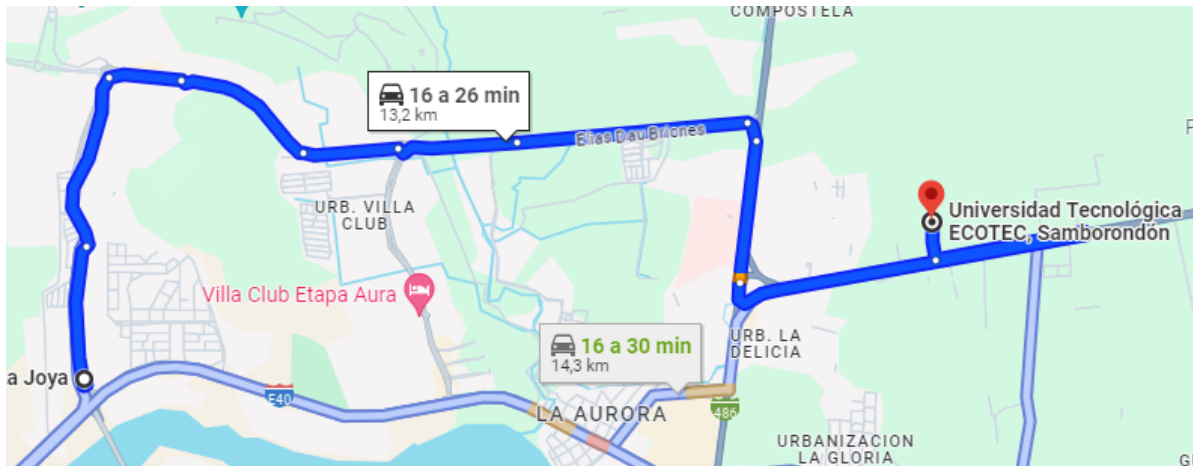 COMPOSTELA
16 a 26 min
13,2 km
Elias Dau Briones
URB. VILLA
CLUB
Universidad Tecnológica
ECOTEC, Samborondón
Villa Club Etapa Aura
16 a 30 min
14,3 km
URB. LA
DELICIA
a Joya
E40
LA AURORA
486
URBANIZACION
LA GLORIA